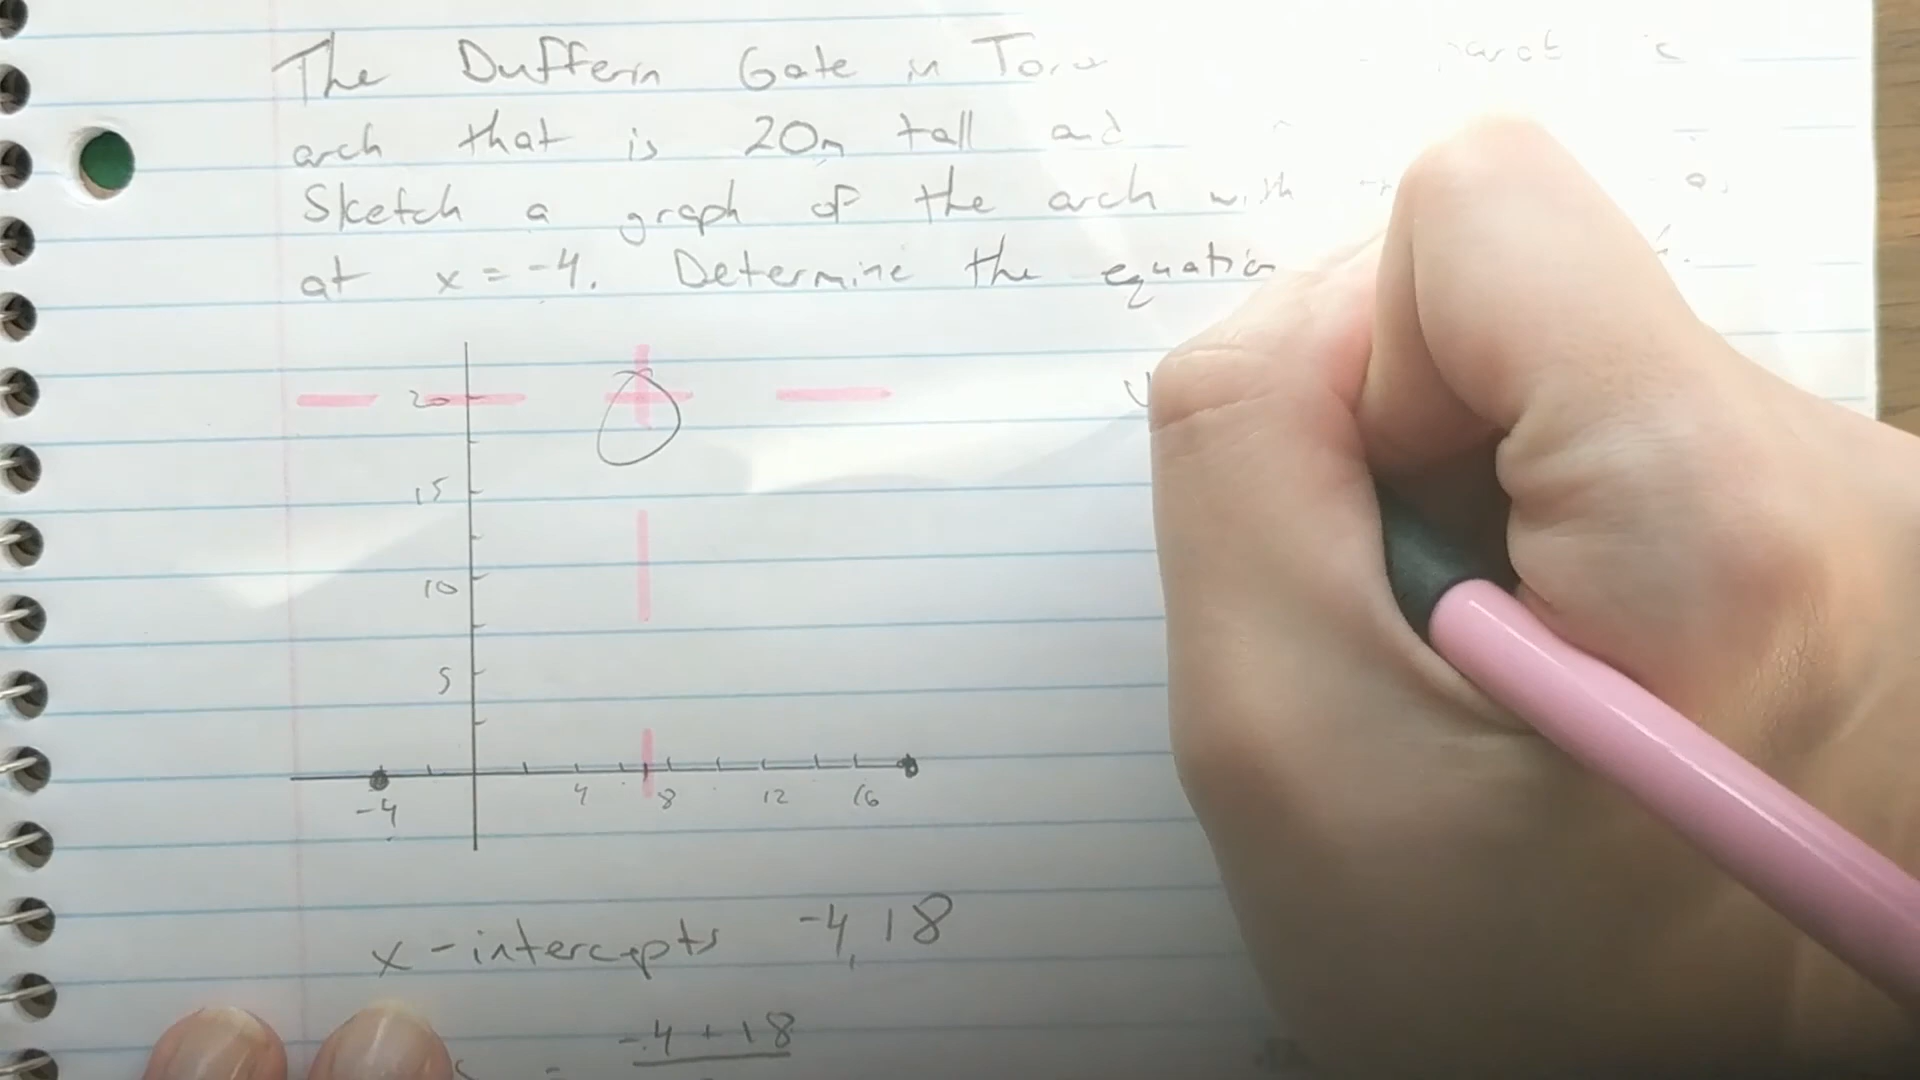 The Dufferin Gate in
arch that is 20m tall and
Sketch a graph of the arch with
at x = -4. Determine the equation
20
15
10
5
-4 4 8 12 16
x-intercepts -4, 18
-4 + 18
=